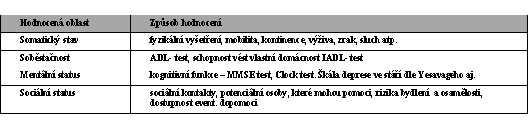 Hodnocená oblast Způsob hodnocení
Somatický stav fyzikální vyšetření, mobilita, kontinence, výživa, zrak, sluch atp.
Soběstačnost ADL- test, schopnost vést vlastní domácnost IADL- test
Mentální status kognitivní funkce – MMSE test, Clock test. Škála deprese ve stáří dle Yesavageho aj.
Sociální status sociální kontakty, potenciální osoby, které mohou pomoci, rizika bydlení a osamělosti,
dostupnost event. dopomoci